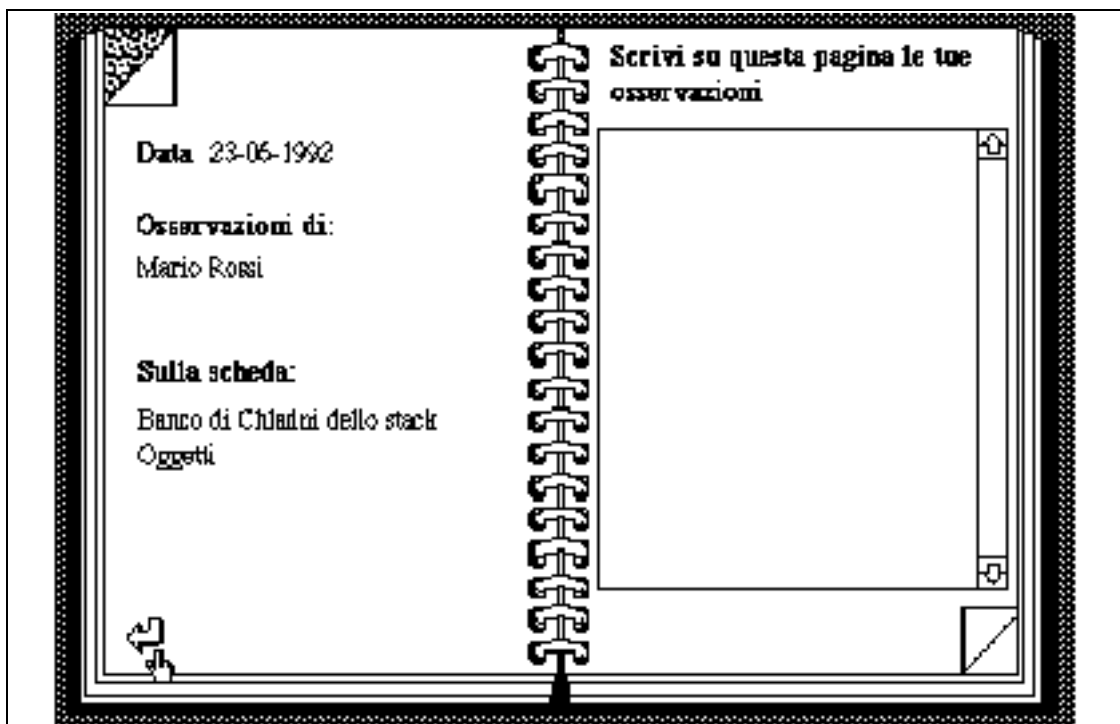 Data 23-06-1992
Osservazioni di:
Mario Rossi
Sulla scheda:
Banco di Chladni dello stack
Oggetti
Scrivi su questa pagina le tue
osservazioni